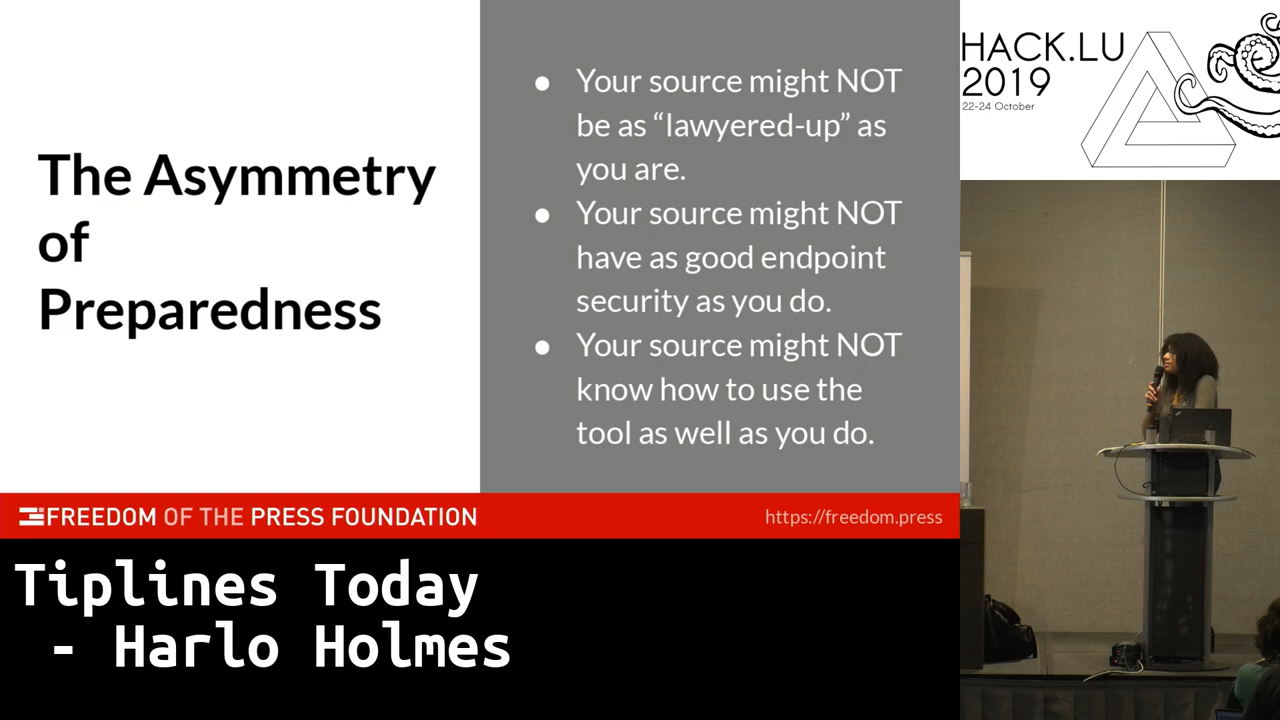 The Asymmetry
of
Preparedness
● Your source might NOT
be as “lawyered-up” as
you are.
● Your source might NOT
have as good endpoint
security as you do.
● Your source might NOT
know how to use the
tool as well as you do.
FREEDOM OF THE PRESS FOUNDATION
https://freedom.press
HACK.LU
2019
22-24 October
Tiplines Today
- Harlo Holmes